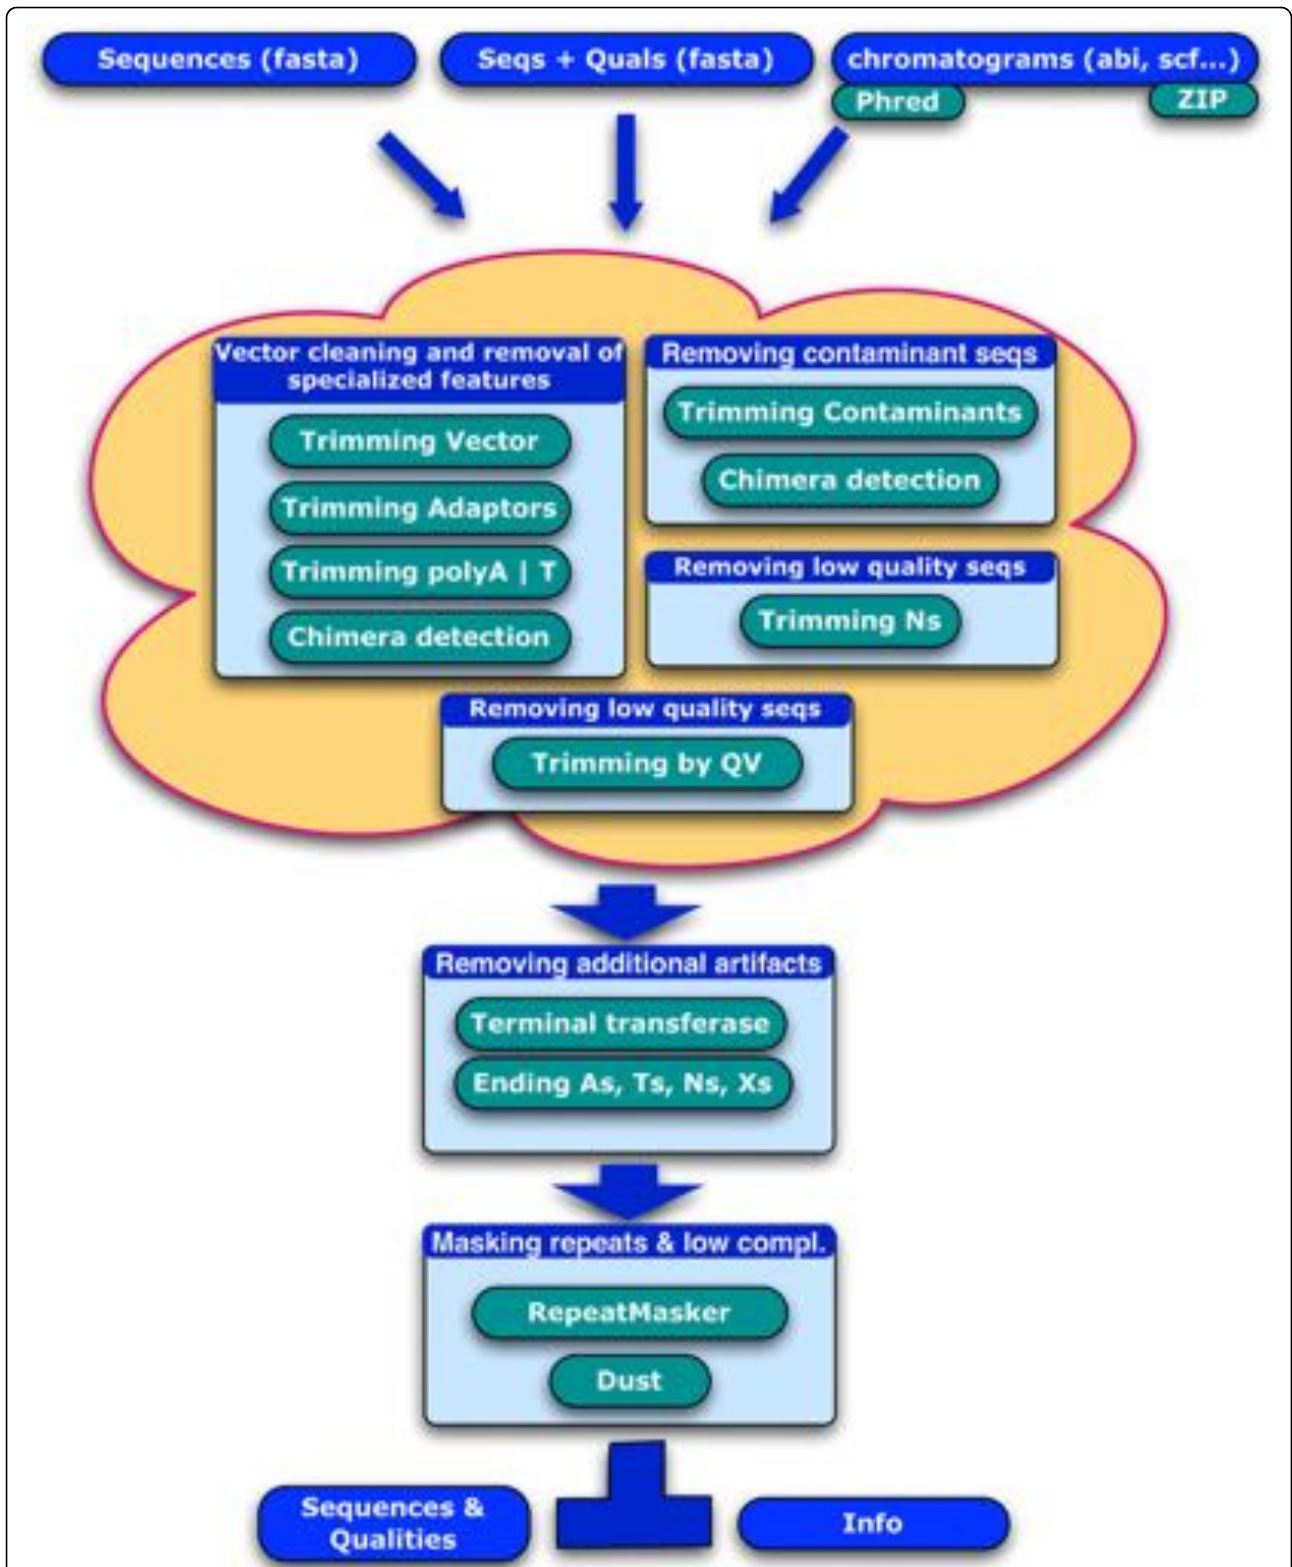 Sequences (fasta)
Seqs + Quals (fasta)
chromatograms (abi, scf...)
Phred
ZIP
Vector cleaning and removal of
specialized features
Trimming Vector
Trimming Adaptors
Trimming polyA | T
Chimera detection
Removing contaminant seqs
Trimming Contaminants
Chimera detection
Removing low quality seqs
Trimming Ns
Removing low quality seqs
Trimming by QV
Removing additional artifacts
Terminal transferase
Ending As, Ts, Ns, Xs
Masking repeats & low compl.
RepeatMasker
Dust
Sequences &
Qualities
Info